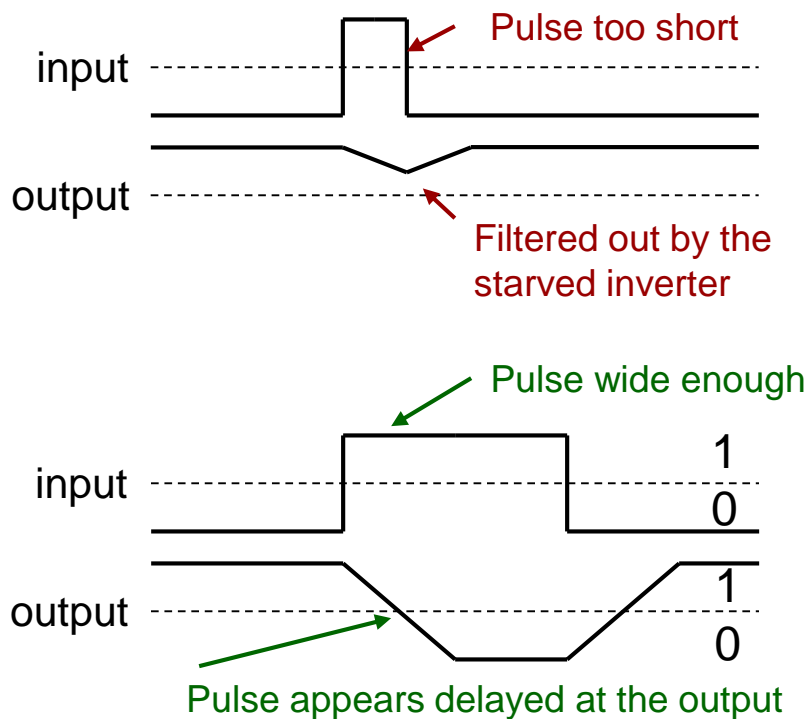 Pulse too short
input
output
Filtered out by the
starved inverter
Pulse wide enough
1
input
0
1
output
0
Pulse appears delayed at the output